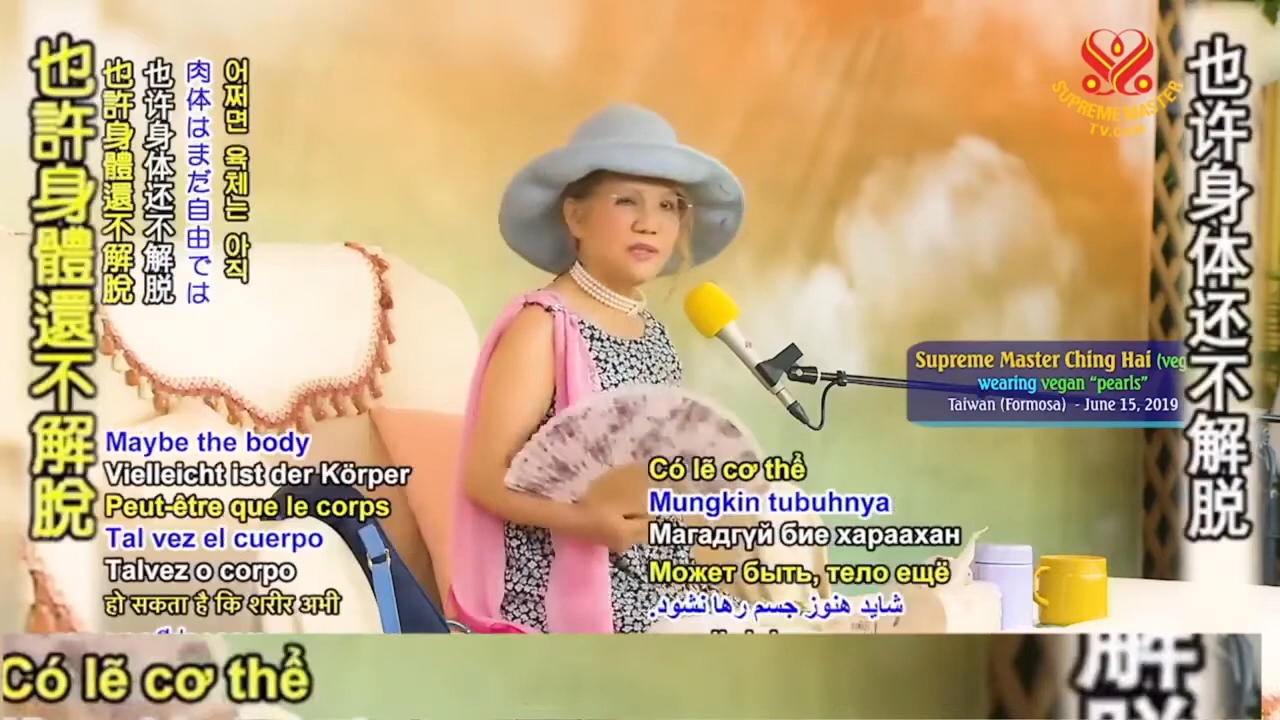 也許身體還不解脫
也許身體還不解脫
也许身体还不解脱
肉体はまだ自由では
어쩌면 육체는 아직
SUPREME MASTER
TV.com
也许身体还不解脱
Supreme Master Ching Hai (veg
wearing vegan “pearls”
Taiwan (Formosa) - June 15, 2019
Maybe the body
Vielleicht ist der Körper
Peut-être que le corps
Tal vez el cuerpo
Talvez o corpo
हो सकता है कि शरीर अभी
Có lẽ cơ thể
Mungkin tubuhnya
Магадгүй бие хараахан
Может быть, тело ещё
شاید هنوز جسم رها نشود.
Có lẽ cơ thể